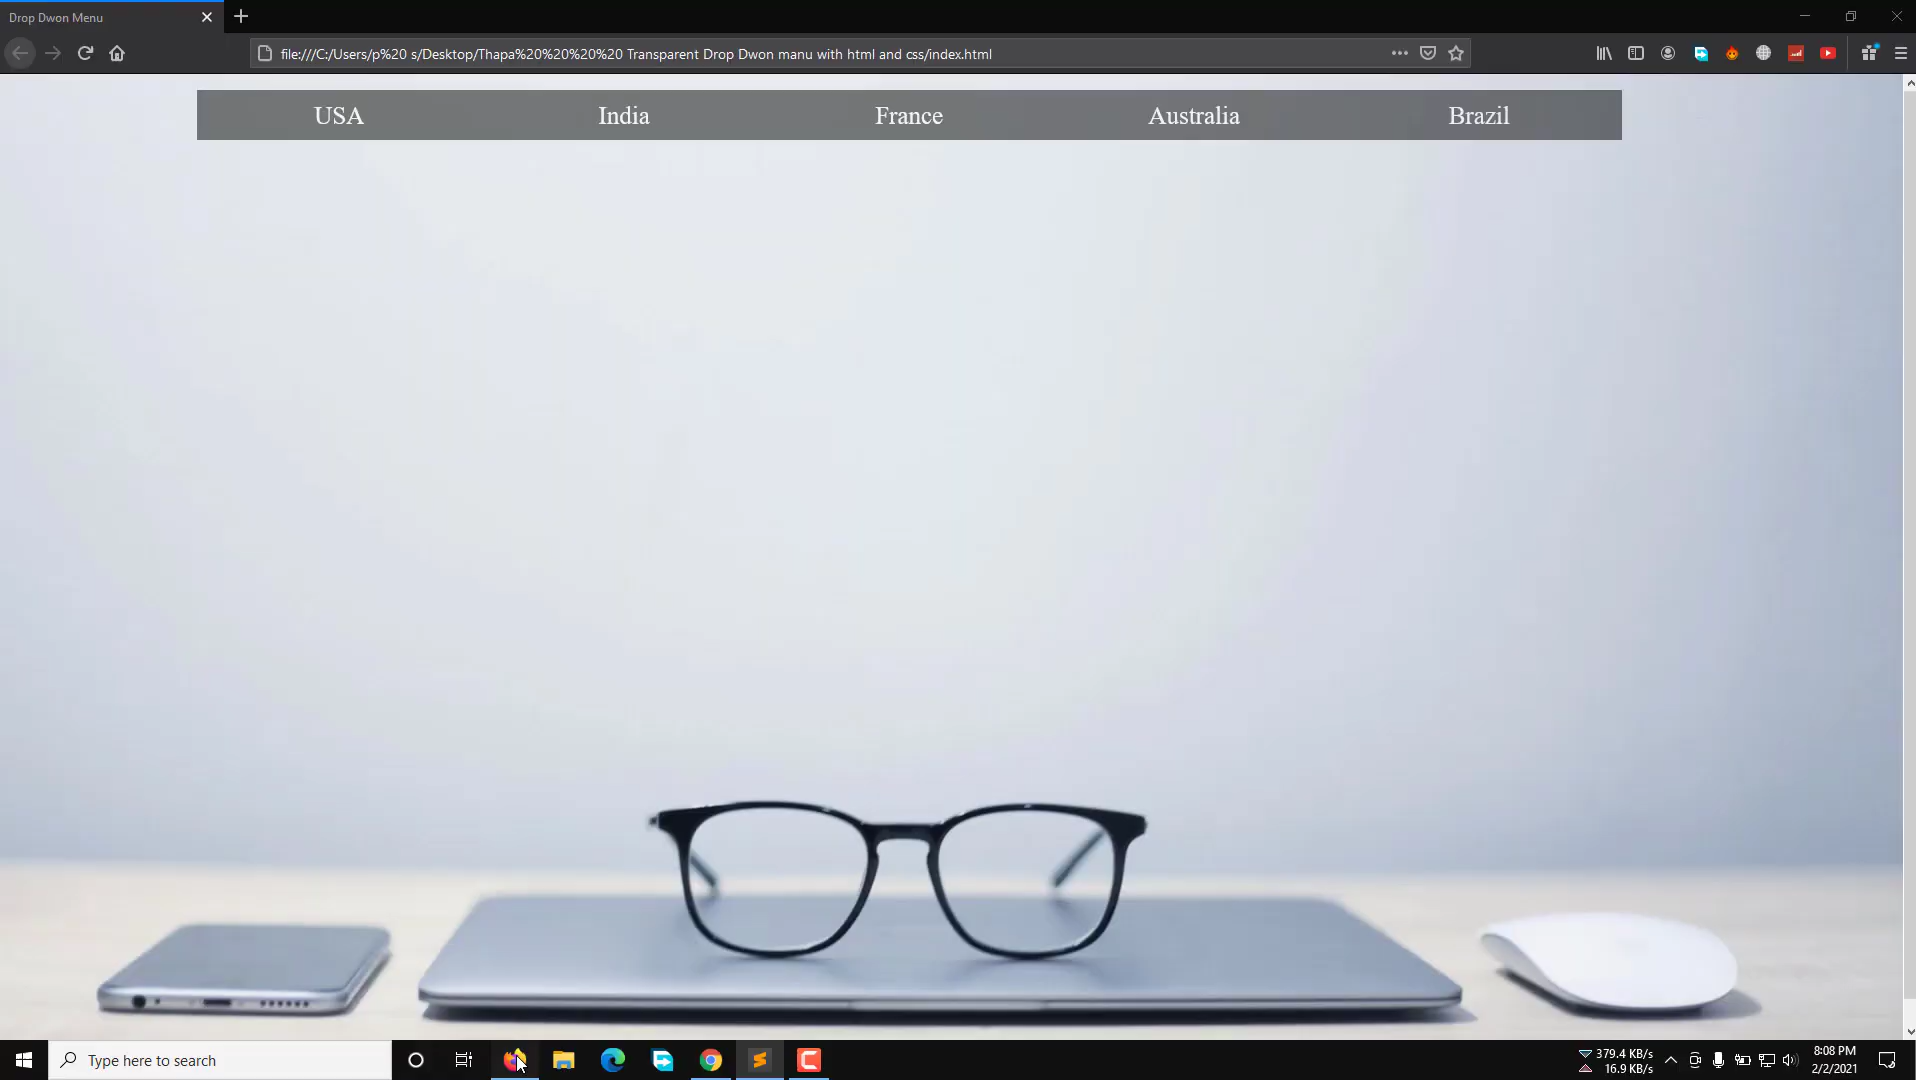 Drop Dwon Menu
file:///C:/Users/p%20 s/Desktop/Thapa%20%20%20%20 Transparent Drop Dwon manu with html and css/index.html
USA India France Australia Brazil
Type here to search
379.4 KB/s
16.9 KB/s
8:08 PM
2/2/2021